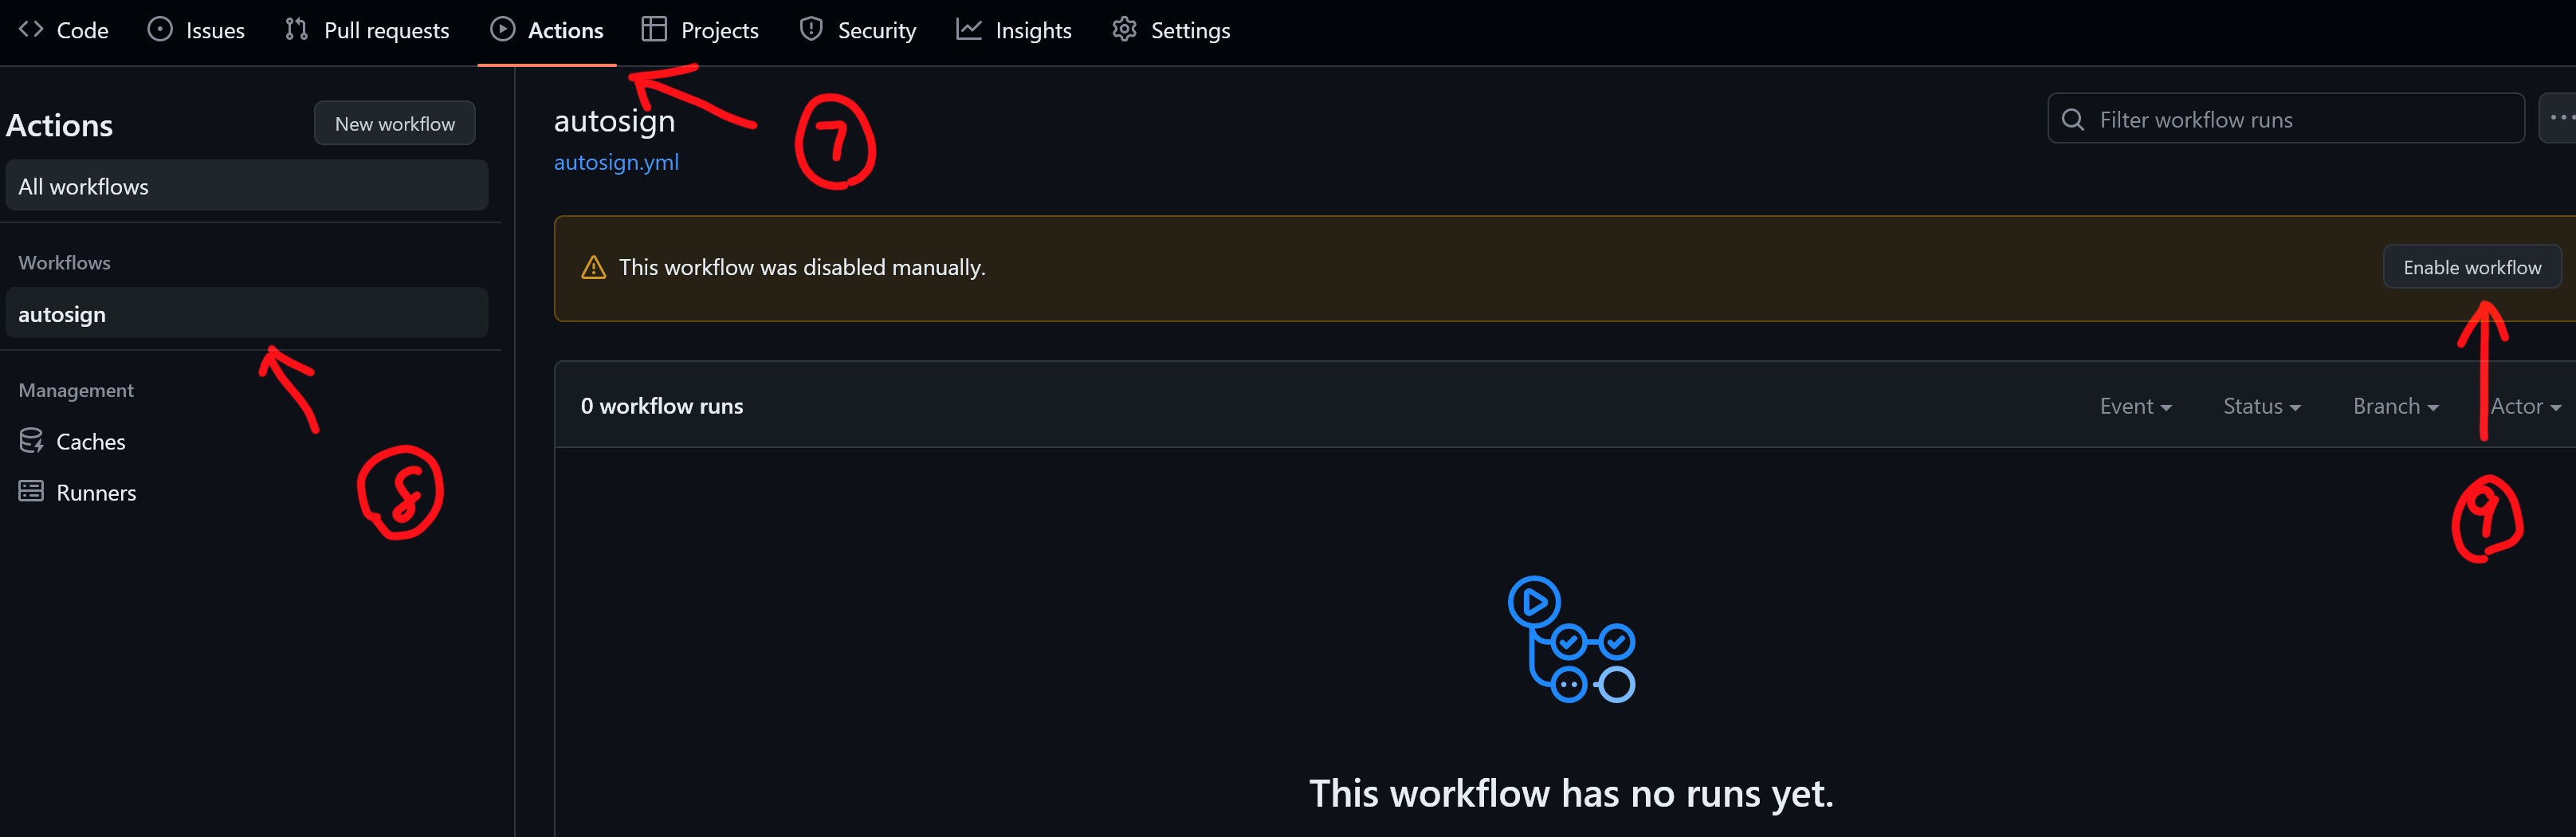 Code Issues Pull requests Actions Projects Security Insights Settings
Actions New workflow
All workflows
Workflows
autosign
Management
Caches
Runners
autosign
autosign.yml
Filter workflow runs
This workflow was disabled manually.
Enable workflow
0 workflow runs
Event Status Branch Actor
This workflow has no runs yet.
7
8
9